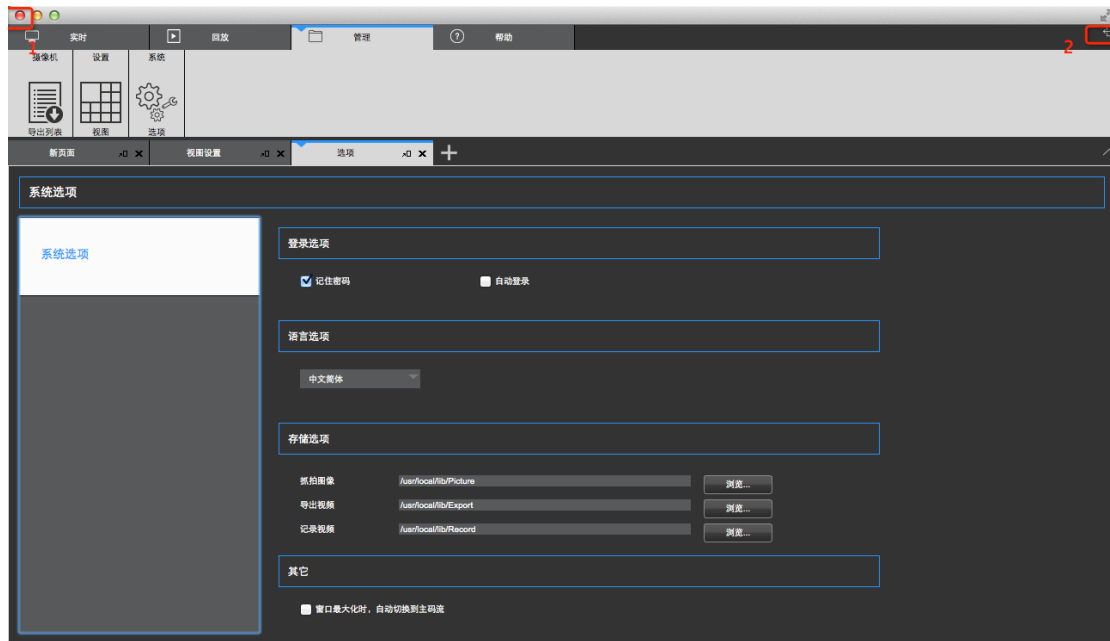 实时 回放 管理 帮助
1
2
摄像机 设置 系统
导出列表 视图 选项
新页面 视图设置 选项
系统选项
系统选项
登录选项
记住密码 自动登录
语言选项
中文简体
存储选项
抓拍图像 /usr/local/lib/Picture 浏览...
导出视频 /usr/local/lib/Export 浏览...
记录视频 /usr/local/lib/Record 浏览...
其它
窗口最大化时，自动切换到主码流